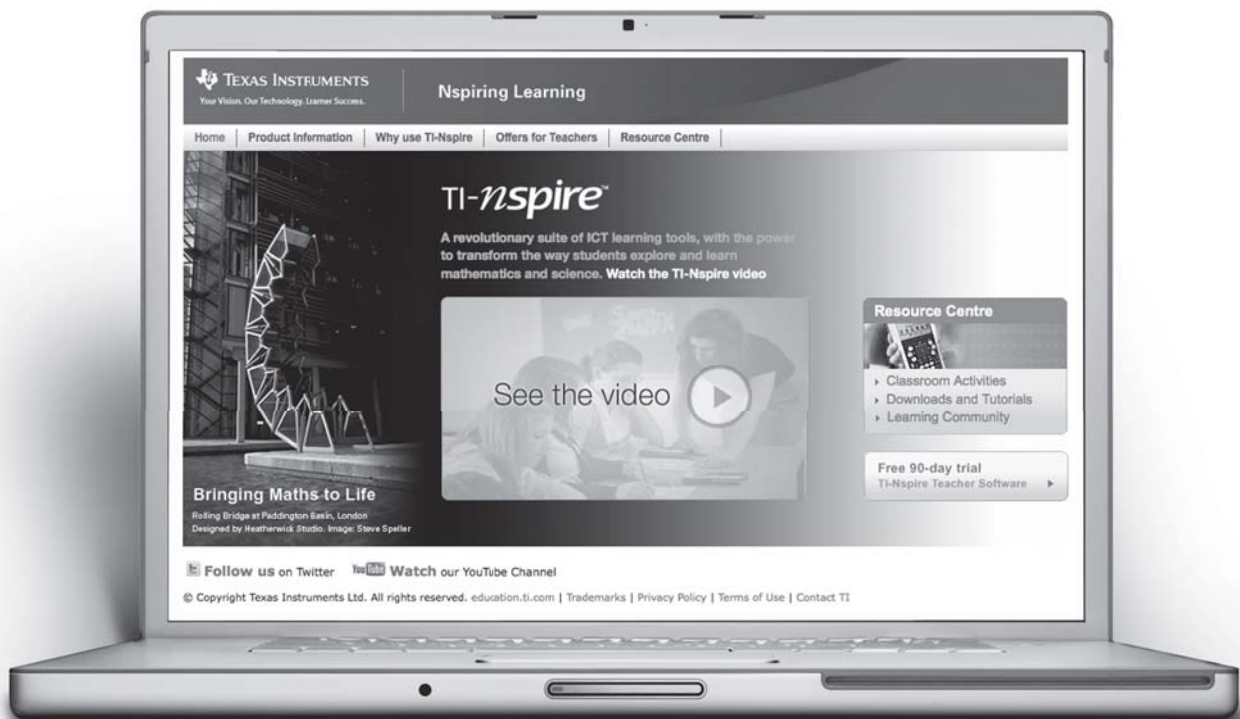 TEXAS INSTRUMENTS
Your Vision. Our Technology. Learner Success.
Nspiring Learning
Home | Product Information | Why use TI-Nspire | Offers for Teachers | Resource Centre |
TI-nspire™
A revolutionary suite of ICT learning tools, with the power
to transform the way students explore and learn
mathematics and science. Watch the TI-Nspire video
See the video
Resource Centre
Classroom Activities
Downloads and Tutorials
Learning Community
Free 90-day trial
TI-Nspire Teacher Software
Bringing Maths to Life
Rolling Bridge at Paddington Basin, London
Designed by Heatherwick Studio. Image: Steve Speller
Follow us on Twitter YouTube Watch our YouTube Channel
© Copyright Texas Instruments Ltd. All rights reserved. education.ti.com | Trademarks | Privacy Policy | Terms of Use | Contact TI